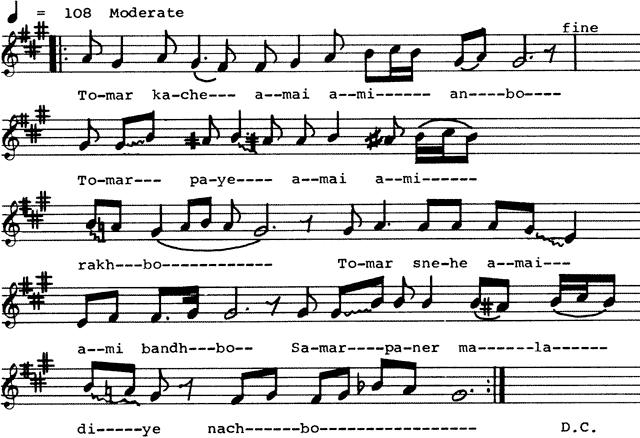 ♩ = 108 Moderate
fine
To-mar ka-che--- a--mai a--mi------ an----bo----
To-mar--- pa-ye---- a-mai a--mi------
rakh---bo------------ To-mar sne-he a-mai---
a--mi bandh---bo-- Sa-mar----pa-ner ma------la------
di-----ye nach------bo----------------- D.C.